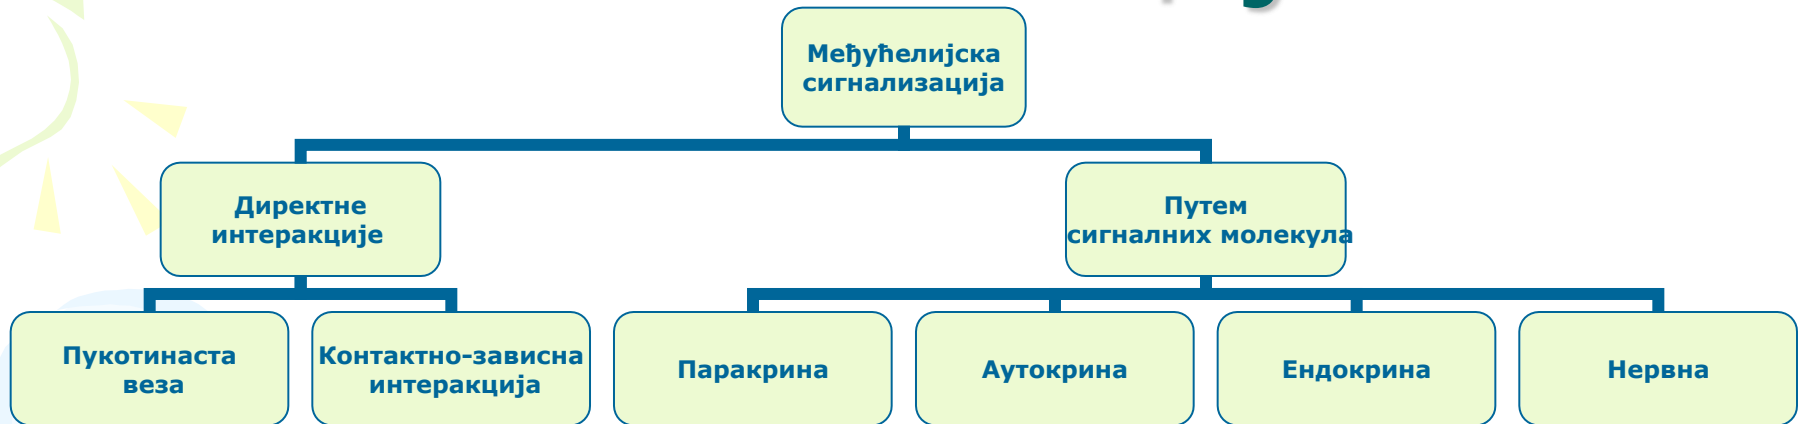 Међућелијска
сигнализација
Директне
интеракције
Путем
сигналних молекула
Пукотинаста
веза
Контактно-зависна
интеракција
Паракрина
Аутокрина
Ендокрина
Нервна